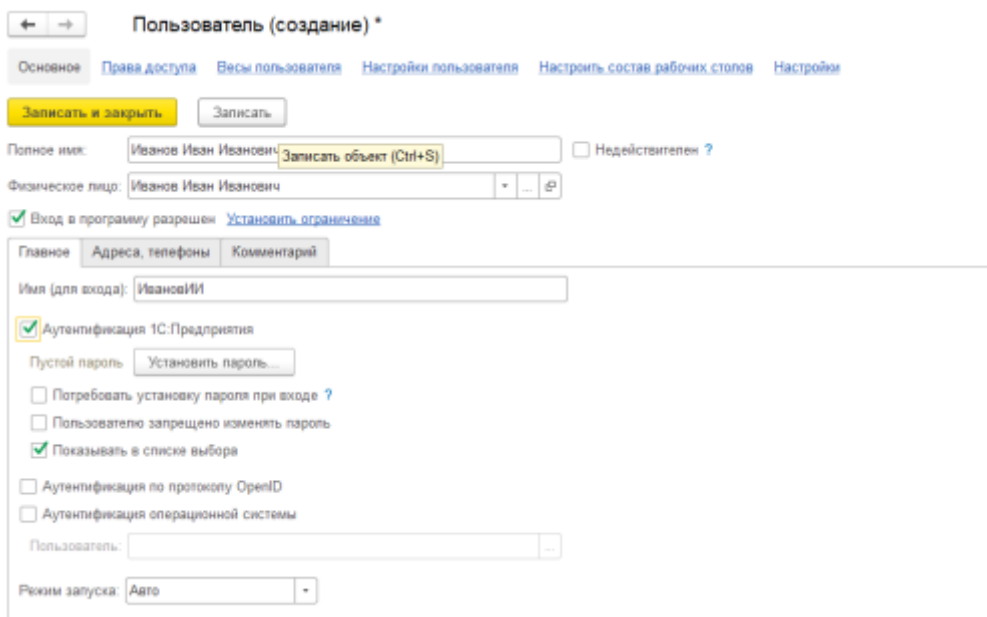 Пользователь (создание) *
Основное Права доступа Весы пользователя Настройки пользователя Настроить состав рабочих столов Настройки
Записать и закрыть Записать
Полное имя: Иванов Иван Иванович Записать объект (Ctrl+S) Недействителен ?
Физическое лицо: Иванов Иван Иванович
Вход в программу разрешен Установить ограничение
Главное Адреса, телефоны Комментарий
Имя (для входа): ИвановИИ
Аутентификация 1С:Предприятия
Пустой пароль Установить пароль...
Потребовать установку пароля при входе ?
Пользователю запрещено изменять пароль
Показывать в списке выбора
Аутентификация по протоколу OpenID
Аутентификация операционной системы
Пользователь:
Режим запуска: Авто